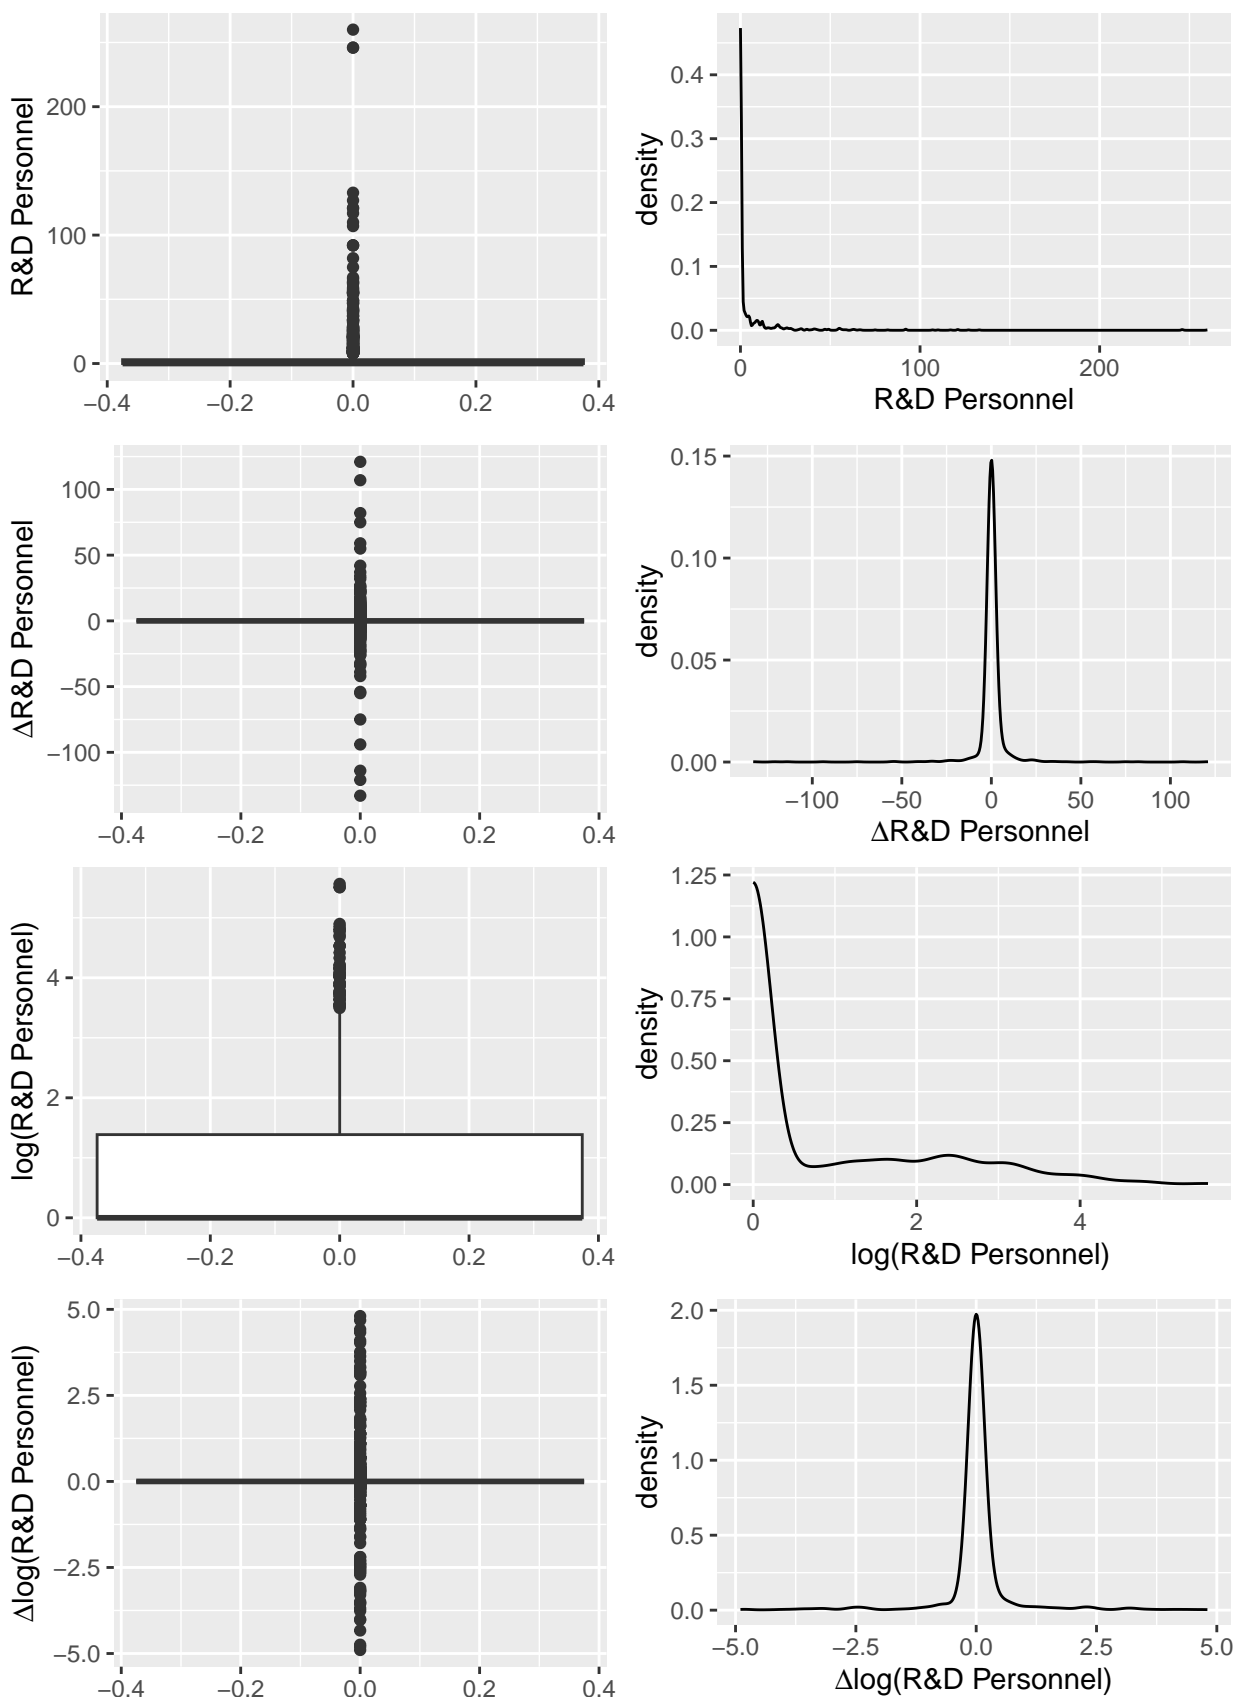 R&D Personnel
200
100
0
−0.4 −0.2 0.0 0.2 0.4
density
0.4
0.3
0.2
0.1
0.0
0 100 200
R&D Personnel
ΔR&D Personnel
100
50
0
−50
−100
−0.4 −0.2 0.0 0.2 0.4
density
0.15
0.10
0.05
0.00
−100 −50 0 50 100
ΔR&D Personnel
log(R&D Personnel)
4
2
0
−0.4 −0.2 0.0 0.2 0.4
density
1.25
1.00
0.75
0.50
0.25
0.00
0 2 4
log(R&D Personnel)
Δlog(R&D Personnel)
5.0
2.5
0.0
−2.5
−5.0
−0.4 −0.2 0.0 0.2 0.4
density
2.0
1.5
1.0
0.5
0.0
−5.0 −2.5 0.0 2.5 5.0
Δlog(R&D Personnel)